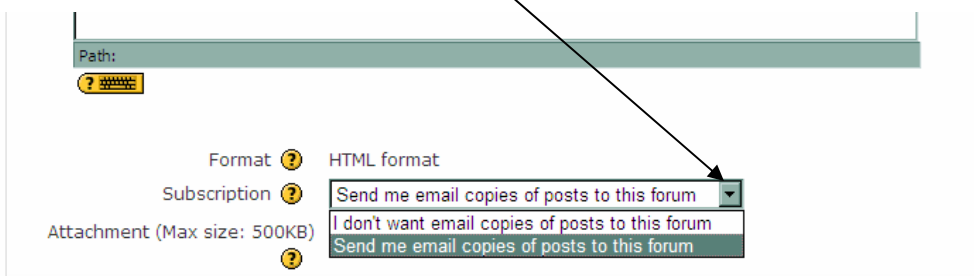 Path:
?
Format ? HTML format
Subscription ? Send me email copies of posts to this forum
I don't want email copies of posts to this forum
Attachment (Max size: 500KB)
Send me email copies of posts to this forum
?